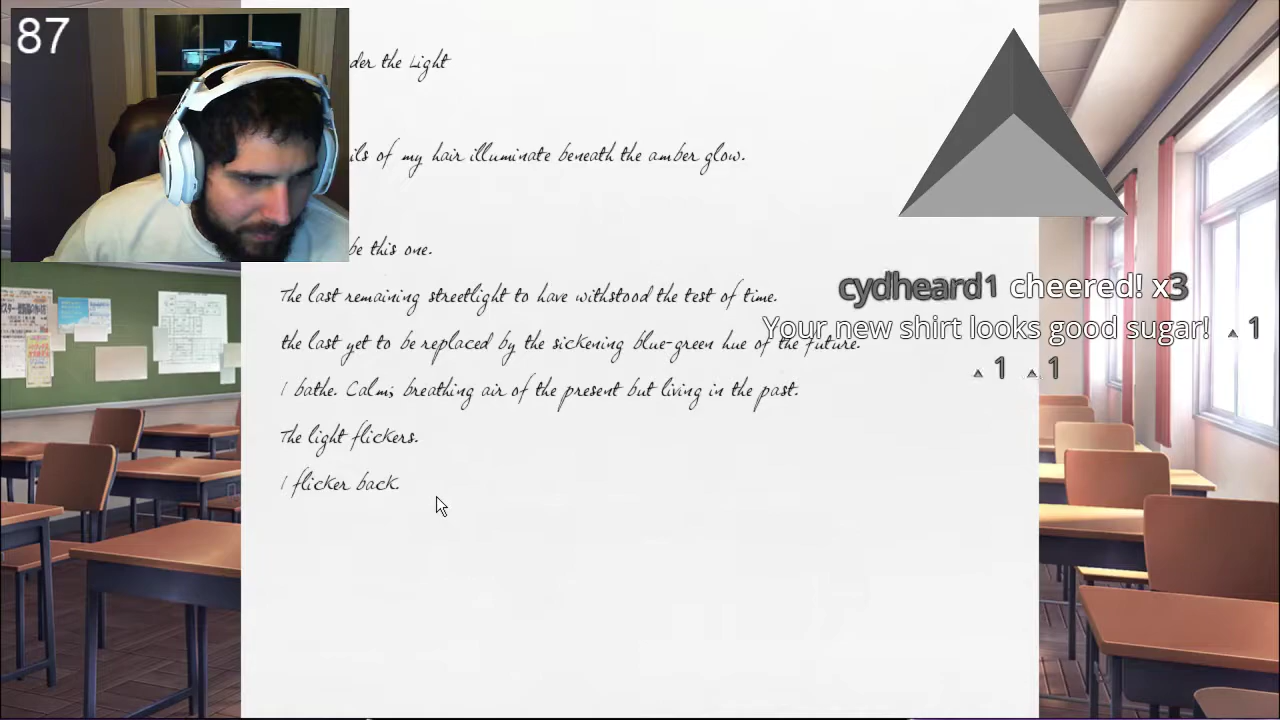 87
der the Light
ils of my hair illuminate beneath the amber glow.
be this one.
The last remaining streetlight to have withstood the test of time.
the last yet to be replaced by the sickening blue-green hue of the future.
I bathe. Calm; breathing air of the present but living in the past.
The light flickers.
I flicker back.
cydheard1 cheered! x3
Your new shirt looks good sugar! 1
1 1